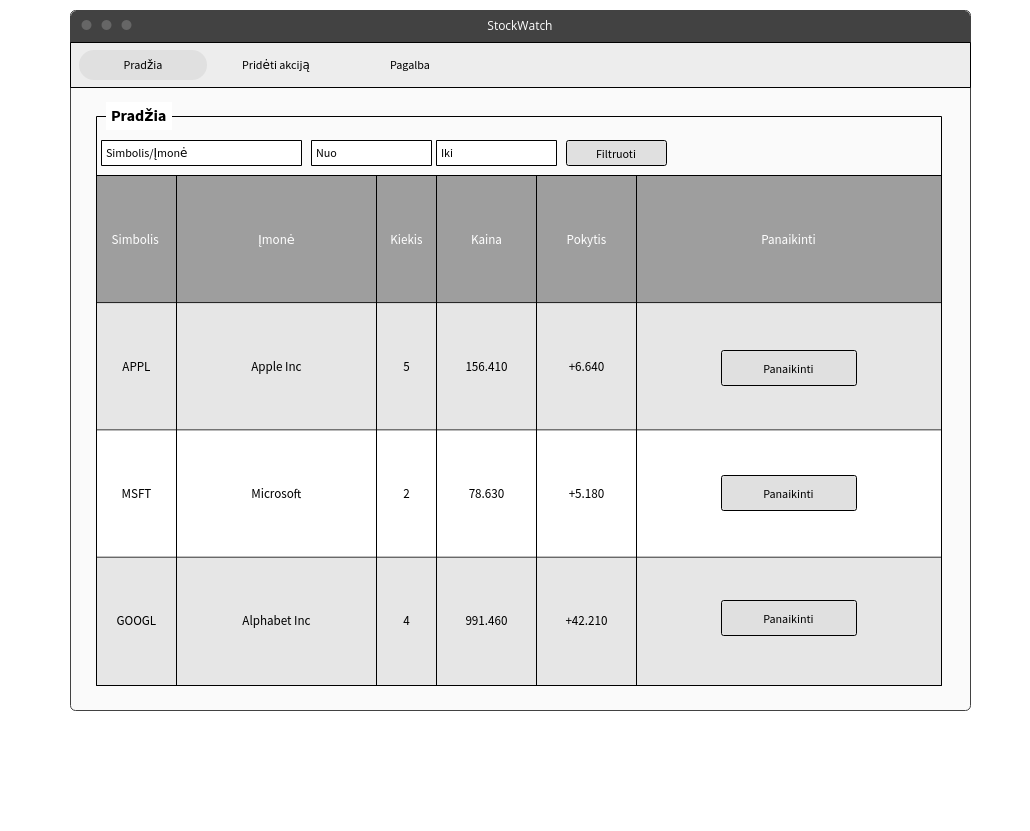 StockWatch
Pradžia Pridėti akciją Pagalba
Pradžia
Simbolis/Įmonė Nuo Iki Filtruoti
Simbolis Įmonė Kiekis Kaina Pokytis Panaikinti
APPL Apple Inc 5 156.410 +6.640 Panaikinti
MSFT Microsoft 2 78.630 +5.180 Panaikinti
GOOGL Alphabet Inc 4 991.460 +42.210 Panaikinti